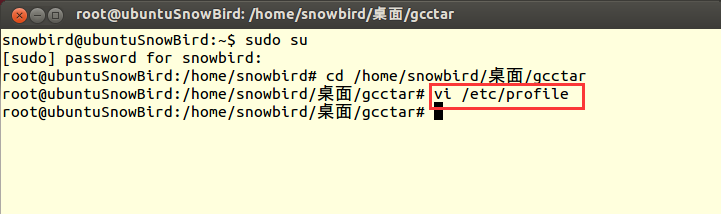 root@ubuntuSnowBird: /home/snowbird/桌面/gcctar
snowbird@ubuntuSnowBird:~$ sudo su
[sudo] password for snowbird:
root@ubuntuSnowBird:/home/snowbird# cd /home/snowbird/桌面/gcctar
root@ubuntuSnowBird:/home/snowbird/桌面/gcctar# vi /etc/profile
root@ubuntuSnowBird:/home/snowbird/桌面/gcctar#